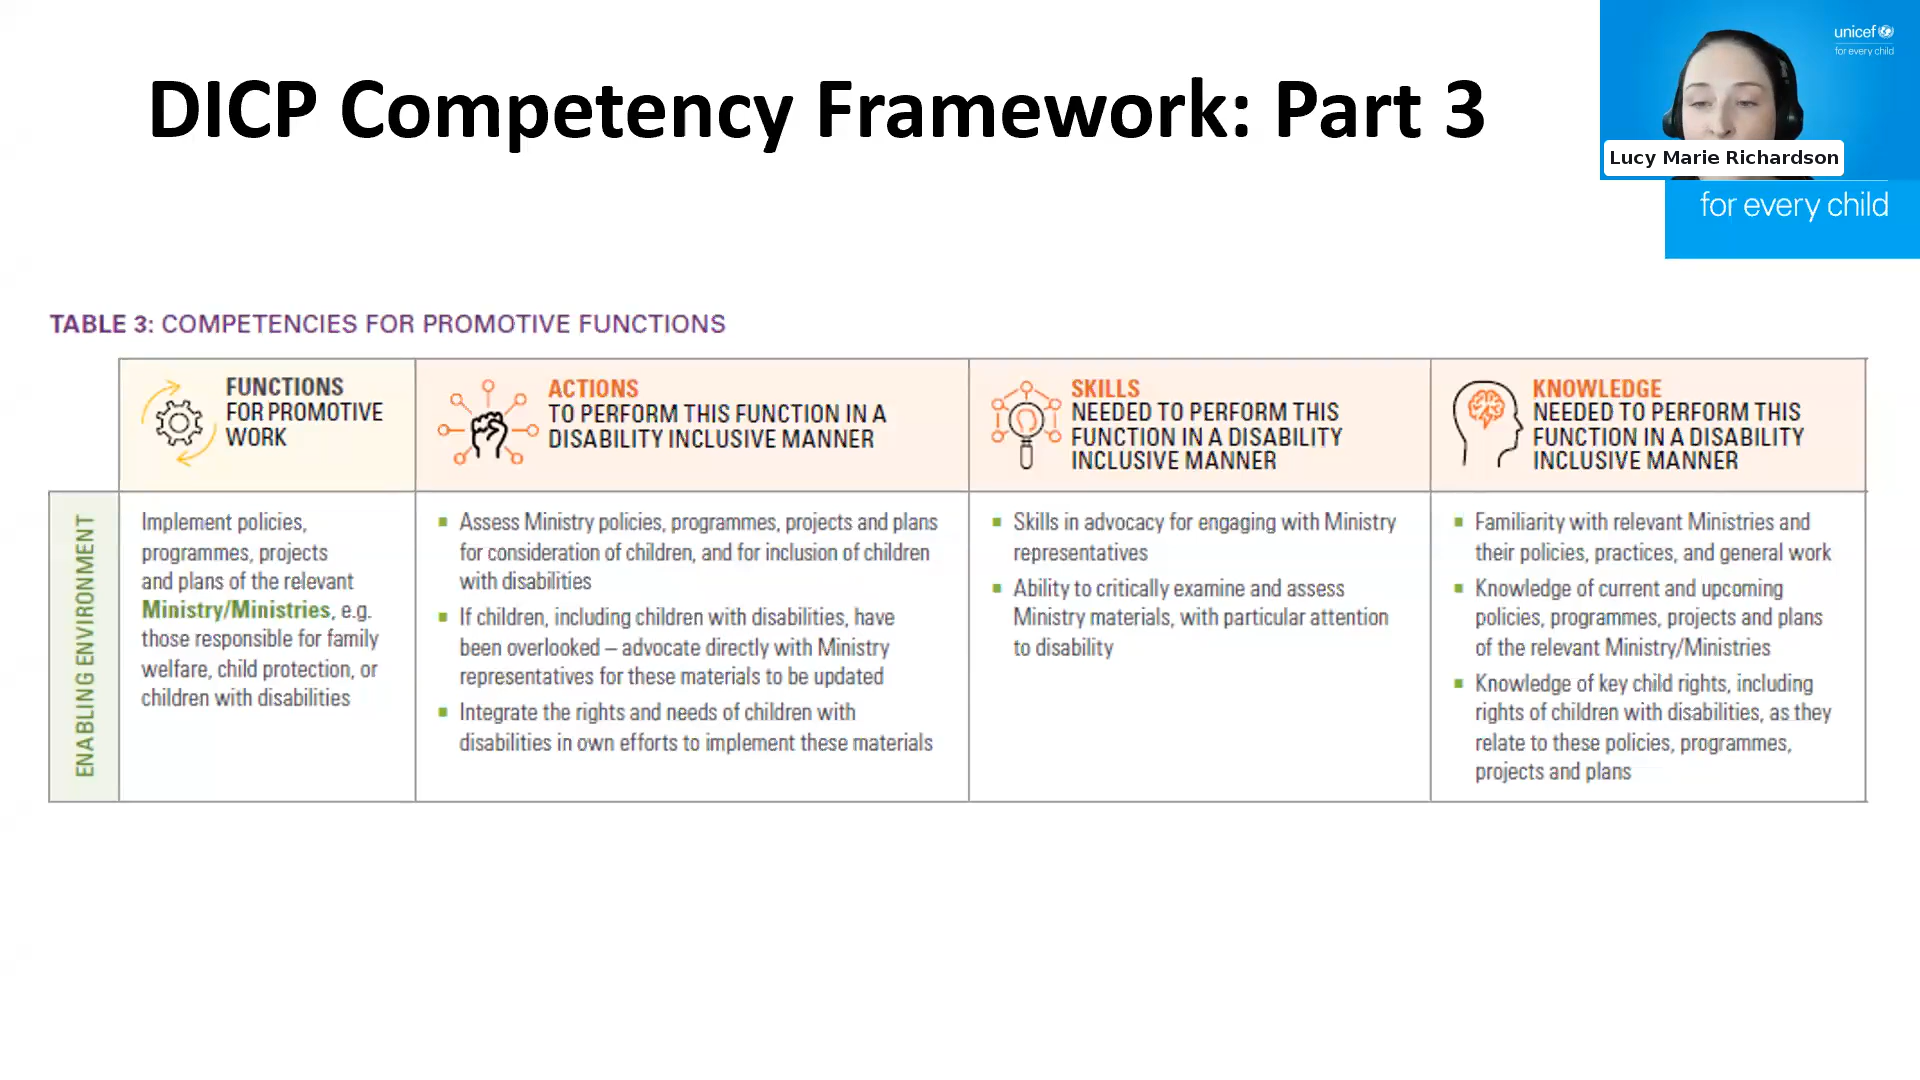 DICP Competency Framework: Part 3
unicef
for every child
Lucy Marie Richardson
for every child
TABLE 3: COMPETENCIES FOR PROMOTIVE FUNCTIONS
FUNCTIONS
FOR PROMOTIVE
WORK
ACTIONS
TO PERFORM THIS FUNCTION IN A
DISABILITY INCLUSIVE MANNER
SKILLS
NEEDED TO PERFORM THIS
FUNCTION IN A DISABILITY
INCLUSIVE MANNER
KNOWLEDGE
NEEDED TO PERFORM THIS
FUNCTION IN A DISABILITY
INCLUSIVE MANNER
ENABLING ENVIRONMENT
Implement policies,
programmes, projects
and plans of the relevant
Ministry/Ministries, e.g.
those responsible for family
welfare, child protection, or
children with disabilities
Assess Ministry policies, programmes, projects and plans
for consideration of children, and for inclusion of children
with disabilities
If children, including children with disabilities, have
been overlooked – advocate directly with Ministry
representatives for these materials to be updated
Integrate the rights and needs of children with
disabilities in own efforts to implement these materials
Skills in advocacy for engaging with Ministry
representatives
Ability to critically examine and assess
Ministry materials, with particular attention
to disability
Familiarity with relevant Ministries and
their policies, practices, and general work
Knowledge of current and upcoming
policies, programmes, projects and plans
of the relevant Ministry/Ministries
Knowledge of key child rights, including
rights of children with disabilities, as they
relate to these policies, programmes,
projects and plans